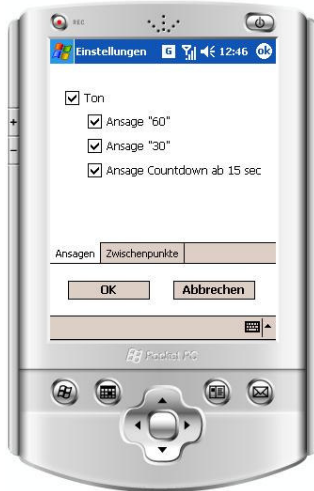 REC
Einstellungen G 12:46 ok
Ton
Ansage "60"
Ansage "30"
Ansage Countdown ab 15 sec
Ansagen Zwischenpunkte
OK Abbrechen
Pocket PC